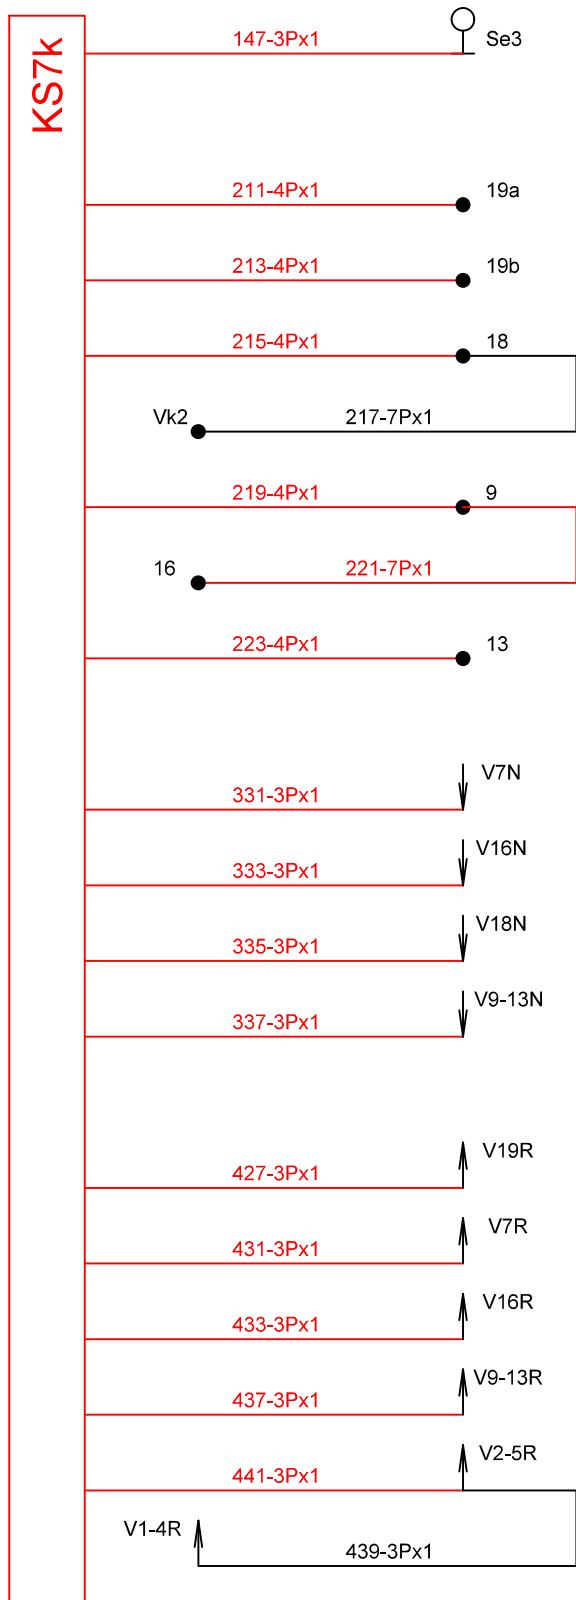 KS7k
147-3Px1 Se3
211-4Px1 19a
213-4Px1 19b
215-4Px1 18
Vk2 217-7Px1
219-4Px1 9
16 221-7Px1
223-4Px1 13
V7N
331-3Px1
V16N
333-3Px1
V18N
335-3Px1
V9-13N
337-3Px1
V19R
427-3Px1
V7R
431-3Px1
V16R
433-3Px1
V9-13R
437-3Px1
V2-5R
441-3Px1
V1-4R
439-3Px1